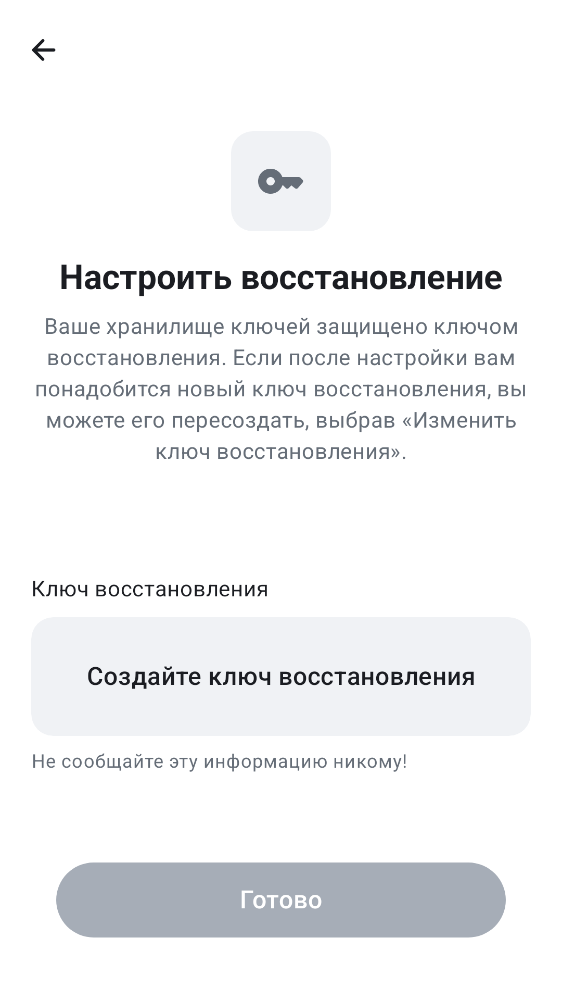 Настроить восстановление
Ваше хранилище ключей защищено ключом
восстановления. Если после настройки вам
понадобится новый ключ восстановления, вы
можете его пересоздать, выбрав «Изменить
ключ восстановления».
Ключ восстановления
Создайте ключ восстановления
Не сообщайте эту информацию никому!
Готово